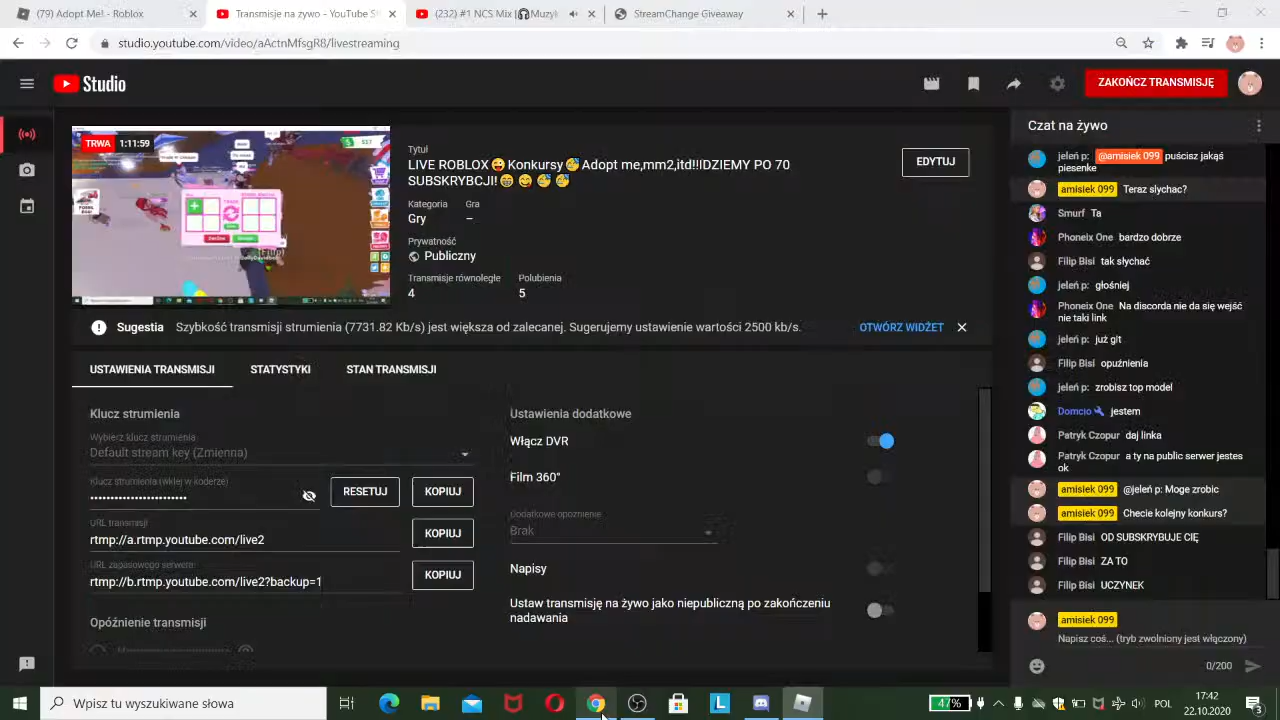 (79) Adopt Me! - Roblox
Transmisje na żywo - YouTube S
(232) #1 NCS Mix
Muzyk
StreamChange Giveaway
studio.youtube.com/video/aActnMfsgR8/livestreaming
Studio
ZAKOŃCZ TRANSMISJĘ
TRWA 1:11:59
Tytuł
LIVE ROBLOX😜Konkursy😅Adopt me,mm2,itd!!IDZIEMY PO 70
SUBSKRYBCJI!😁 😋 😅 😅
EDYTUJ
Kategoria Gra
Gry –
Prywatność
Publiczny
Transmisje równoległe Polubienia
4 5
Sugestia Szybkość transmisji strumienia (7731.82 Kb/s) jest większa od zalecanej. Sugerujemy ustawienie wartości 2500 kb/s. OTWÓRZ WIDŻET
USTAWIENIA TRANSMISJI STATYSTYKI STAN TRANSMISJI
Klucz strumienia
Wybierz klucz strumienia
Default stream key (Zmienna)
Klucz strumienia (wklej w koderze)
RESETUJ KOPIUJ
URL transmisji
rtmp://a.rtmp.youtube.com/live2
KOPIUJ
URL zapasowego serwera
rtmp://b.rtmp.youtube.com/live2?backup=1
KOPIUJ
Opóźnienie transmisji
Ustawienia dodatkowe
Włącz DVR
Film 360°
Dodatkowe opóźnienie
Brak
Napisy
Ustaw transmisję na żywo jako niepubliczną po zakończeniu
nadawania
Czat na żywo
jeleń p: @amisiek 099 puścisz jakąś
piesenke
amisiek 099 Teraz slychac?
Smurf Ta
Phoneix One bardzo dobrze
Filip Bisi tak słychać
jeleń p: głośniej
Phoneix One Na discorda nie da się wejść
nie taki link
jeleń p: już git
Filip Bisi opuźnienia
jeleń p: zrobisz top model
Domcio jestem
Patryk Czopur daj linka
Patryk Czopur a ty na public serwer jestes
ok
amisiek 099 @jeleń p: Moge zrobic
amisiek 099 Checie kolejny konkurs?
Filip Bisi OD SUBSKRYBUJE CIĘ
Filip Bisi ZA TO
Filip Bisi UCZYNEK
amisiek 099
Napisz coś... (tryb zwolniony jest włączony)
0/200
Wpisz tu wyszukiwane słowa
47%
POL
17:42
22.10.2020
3